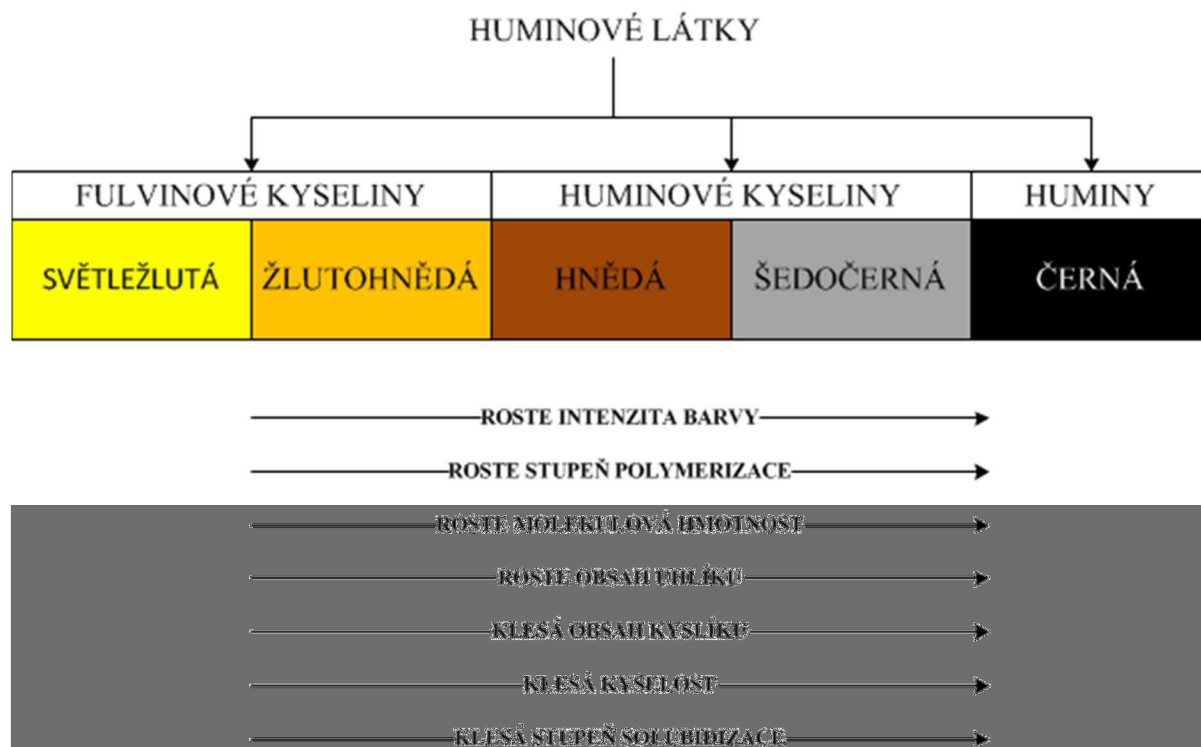 HUMINOVÉ LÁTKY
FULVINOVÉ KYSELINY HUMINOVÉ KYSELINY HUMINY
SVĚTLEŽLUTÁ ŽLUTOHNĚDÁ HNĚDÁ ŠEDOČERNÁ ČERNÁ
ROSTE INTENZITA BARVY
ROSTE STUPEŇ POLYMERIZACE
ROSTE MOLEKULOVÁ HMOTNOST
ROSTE OBSAH UHLÍKU
KLESÁ OBSAH KYSLÍKU
KLESÁ KYSELOST
KLESÁ STUPEŇ SOLUBIDIZACE